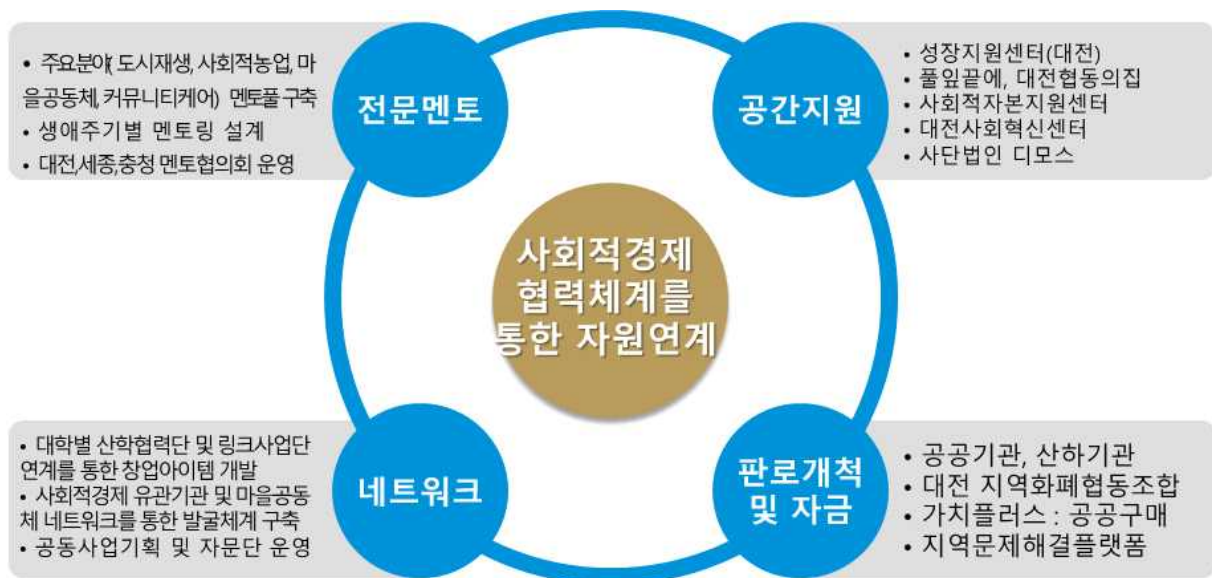 • 주요분야( 도시재생, 사회적농업, 마
을공동체, 커뮤니티케어) 멘토풀 구축
• 생애주기별 멘토링 설계
• 대전,세종,충청 멘토협의회 운영
전문멘토
공간지원
• 성장지원센터(대전)
• 풀잎끝에, 대전협동의집
• 사회적자본지원센터
• 대전사회혁신센터
• 사단법인 디모스
사회적경제
협력체계를
통한 자원연계
• 대학별 산학협력단 및 링크사업단
연계를 통한 창업아이템 개발
• 사회적경제 유관기관 및 마을공동
체 네트워크를 통한 발굴체계 구축
• 공동사업기획 및 자문단 운영
네트워크
판로개척
및 자금
• 공공기관, 산하기관
• 대전 지역화폐협동조합
• 가치플러스 : 공공구매
• 지역문제해결플랫폼